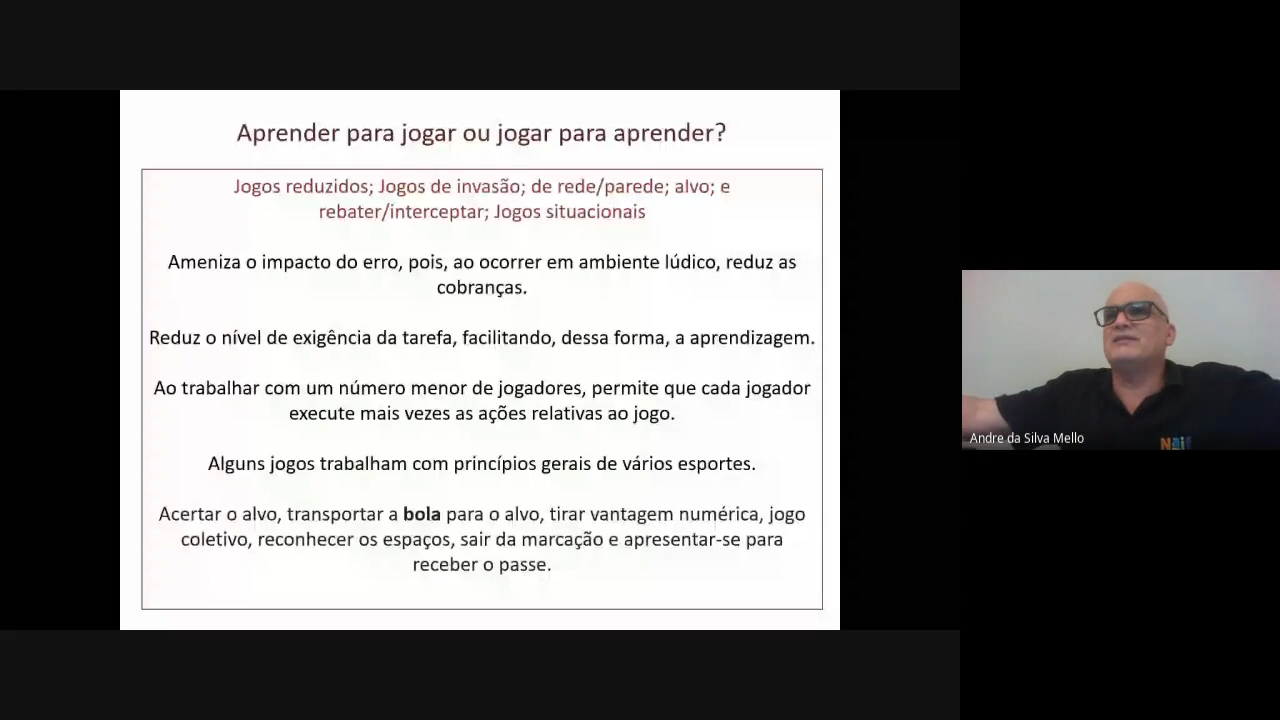 Aprender para jogar ou jogar para aprender?
Jogos reduzidos; Jogos de invasão; de rede/parede; alvo; e
rebater/interceptar; Jogos situacionais
Ameniza o impacto do erro, pois, ao ocorrer em ambiente lúdico, reduz as
cobranças.
Reduz o nível de exigência da tarefa, facilitando, dessa forma, a aprendizagem.
Ao trabalhar com um número menor de jogadores, permite que cada jogador
execute mais vezes as ações relativas ao jogo.
Alguns jogos trabalham com princípios gerais de vários esportes.
Acertar o alvo, transportar a bola para o alvo, tirar vantagem numérica, jogo
coletivo, reconhecer os espaços, sair da marcação e apresentar-se para
receber o passe.
Andre da Silva Mello